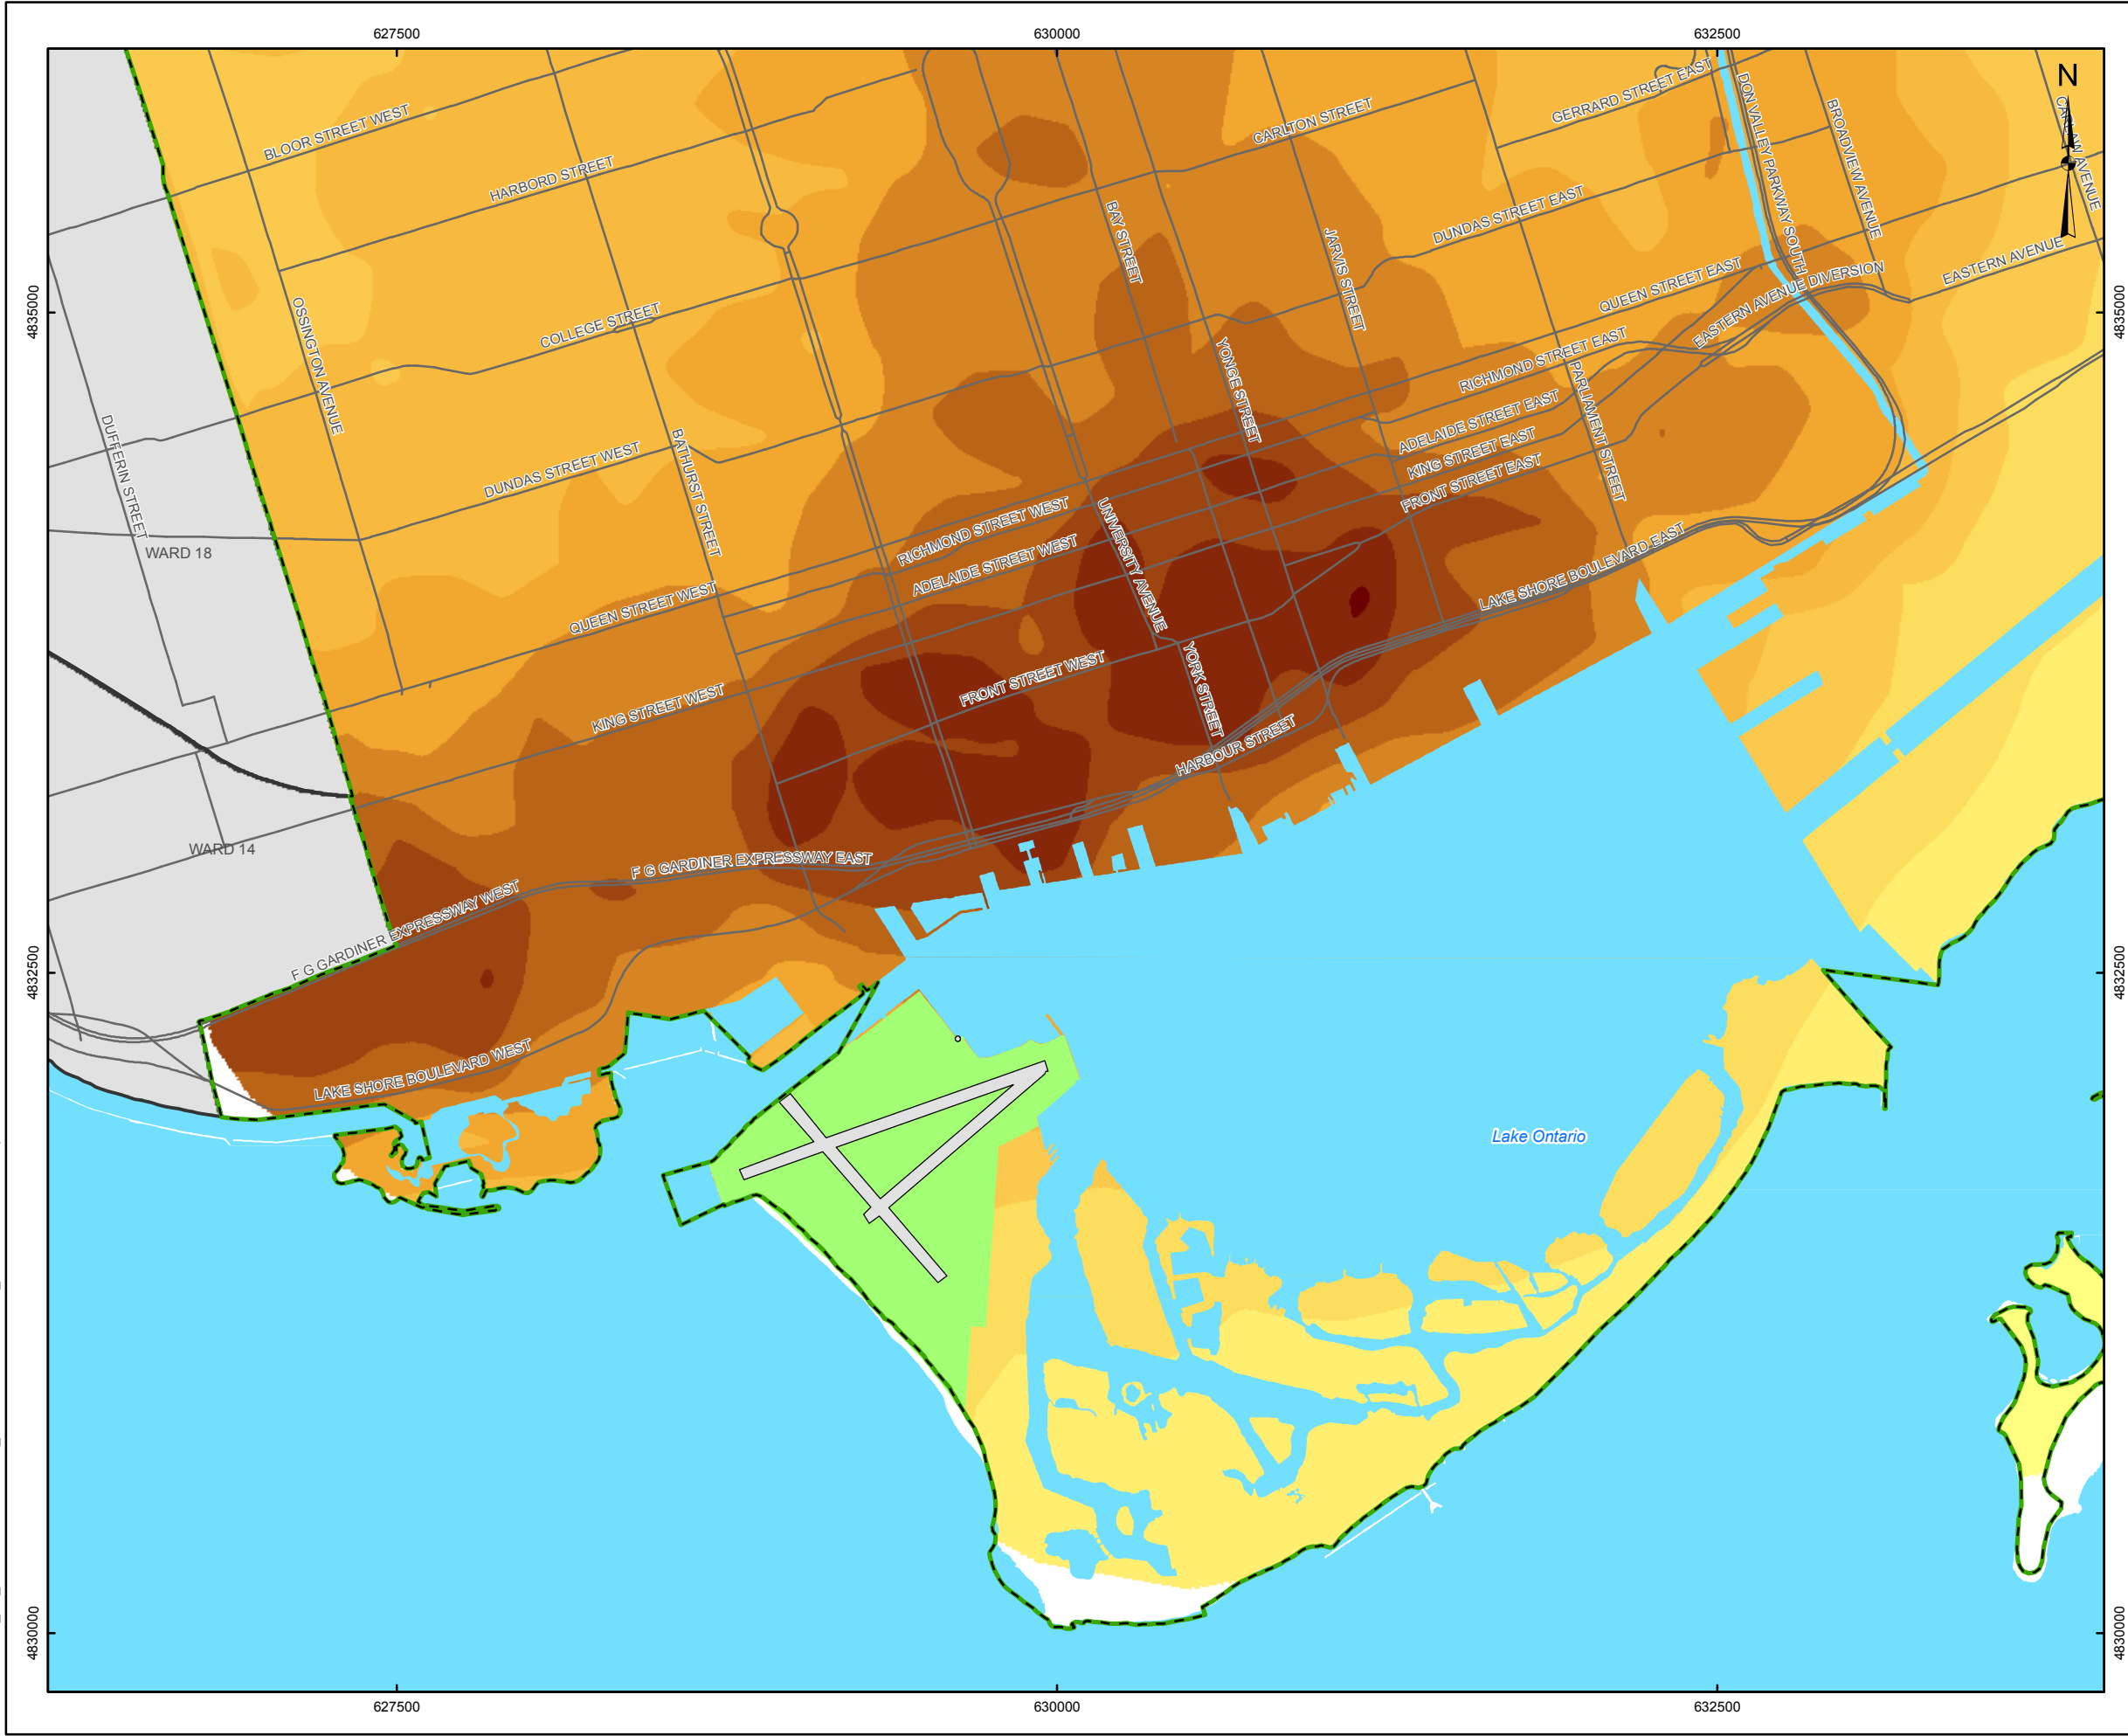 627500
630000
632500
N
BLOOR STREET WEST
HARBORD STREET
CARLTON STREET
GERRARD STREET EAST
DON VALLEY PARKWAY SOUTH
BROADVIEW AVENUE
CARLAW AVENUE
DUNDAS STREET EAST
BAY STREET
JARVIS STREET
QUEEN STREET EAST
EASTERN AVENUE DIVERSION
EASTERN AVENUE
4835000
4835000
OSSINGTON AVENUE
COLLEGE STREET
YONGE STREET
RICHMOND STREET EAST
PARLIAMENT STREET
ADELAIDE STREET EAST
KING STREET EAST
FRONT STREET EAST
DUFFERIN STREET
DUNDAS STREET WEST
BATHURST STREET
RICHMOND STREET WEST
UNIVERSITY AVENUE
WARD 18
ADELAIDE STREET WEST
LAKE SHORE BOULEVARD EAST
QUEEN STREET WEST
FRONT STREET WEST
YORK STREET
KING STREET WEST
HARBOUR STREET
WARD 14
F G GARDINER EXPRESSWAY EAST
F G GARDINER EXPRESSWAY WEST
4832500
4832500
LAKE SHORE BOULEVARD WEST
Lake Ontario
4830000
4830000
627500
630000
632500